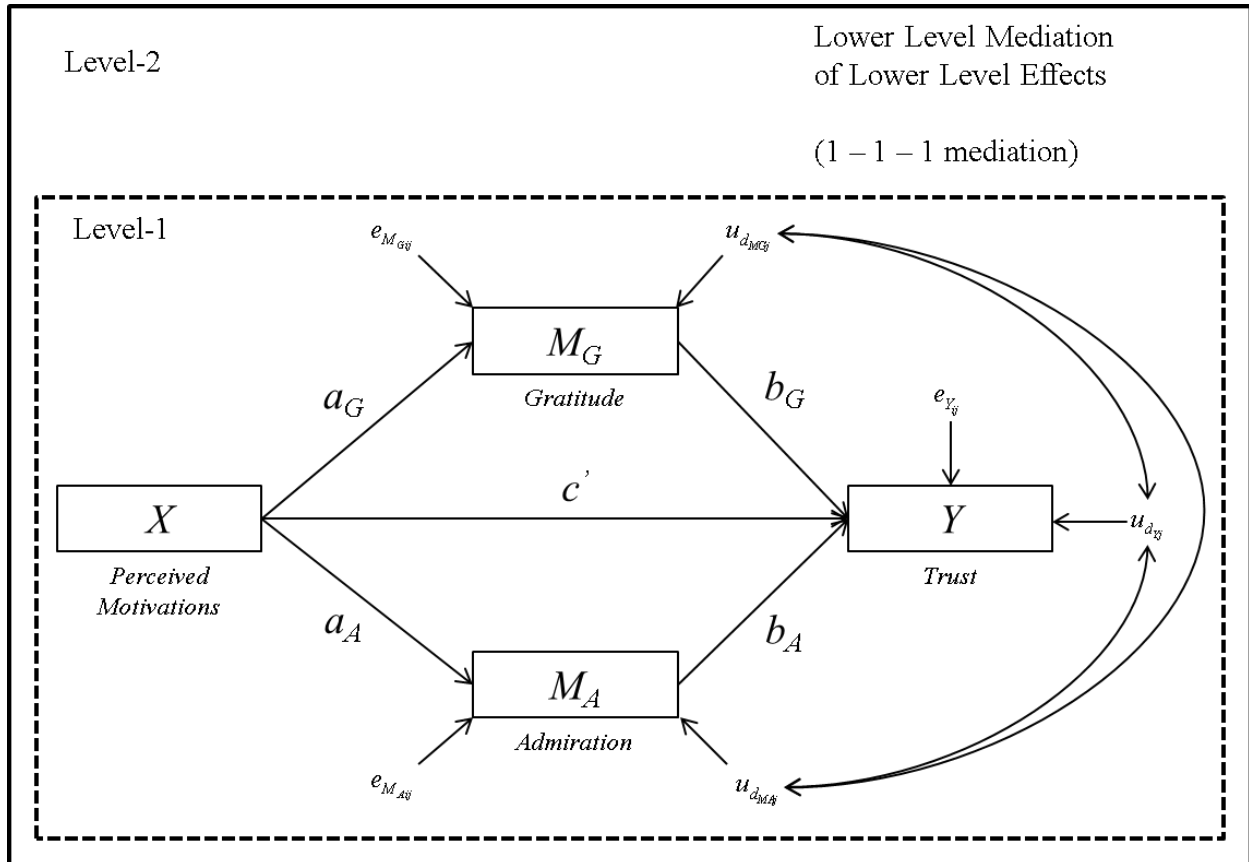 Level-2
Lower Level Mediation
of Lower Level Effects
(1 – 1 – 1 mediation)
Level-1
e_{M_{Gij}}
u_{d_{MGj}}
M_G
Gratitude
a_G
b_G
e_{Y_{ij}}
c’
X
Perceived
Motivations
Y
Trust
u_{d_{Yj}}
a_A
b_A
M_A
Admiration
e_{M_{Aij}}
u_{d_{MAj}}